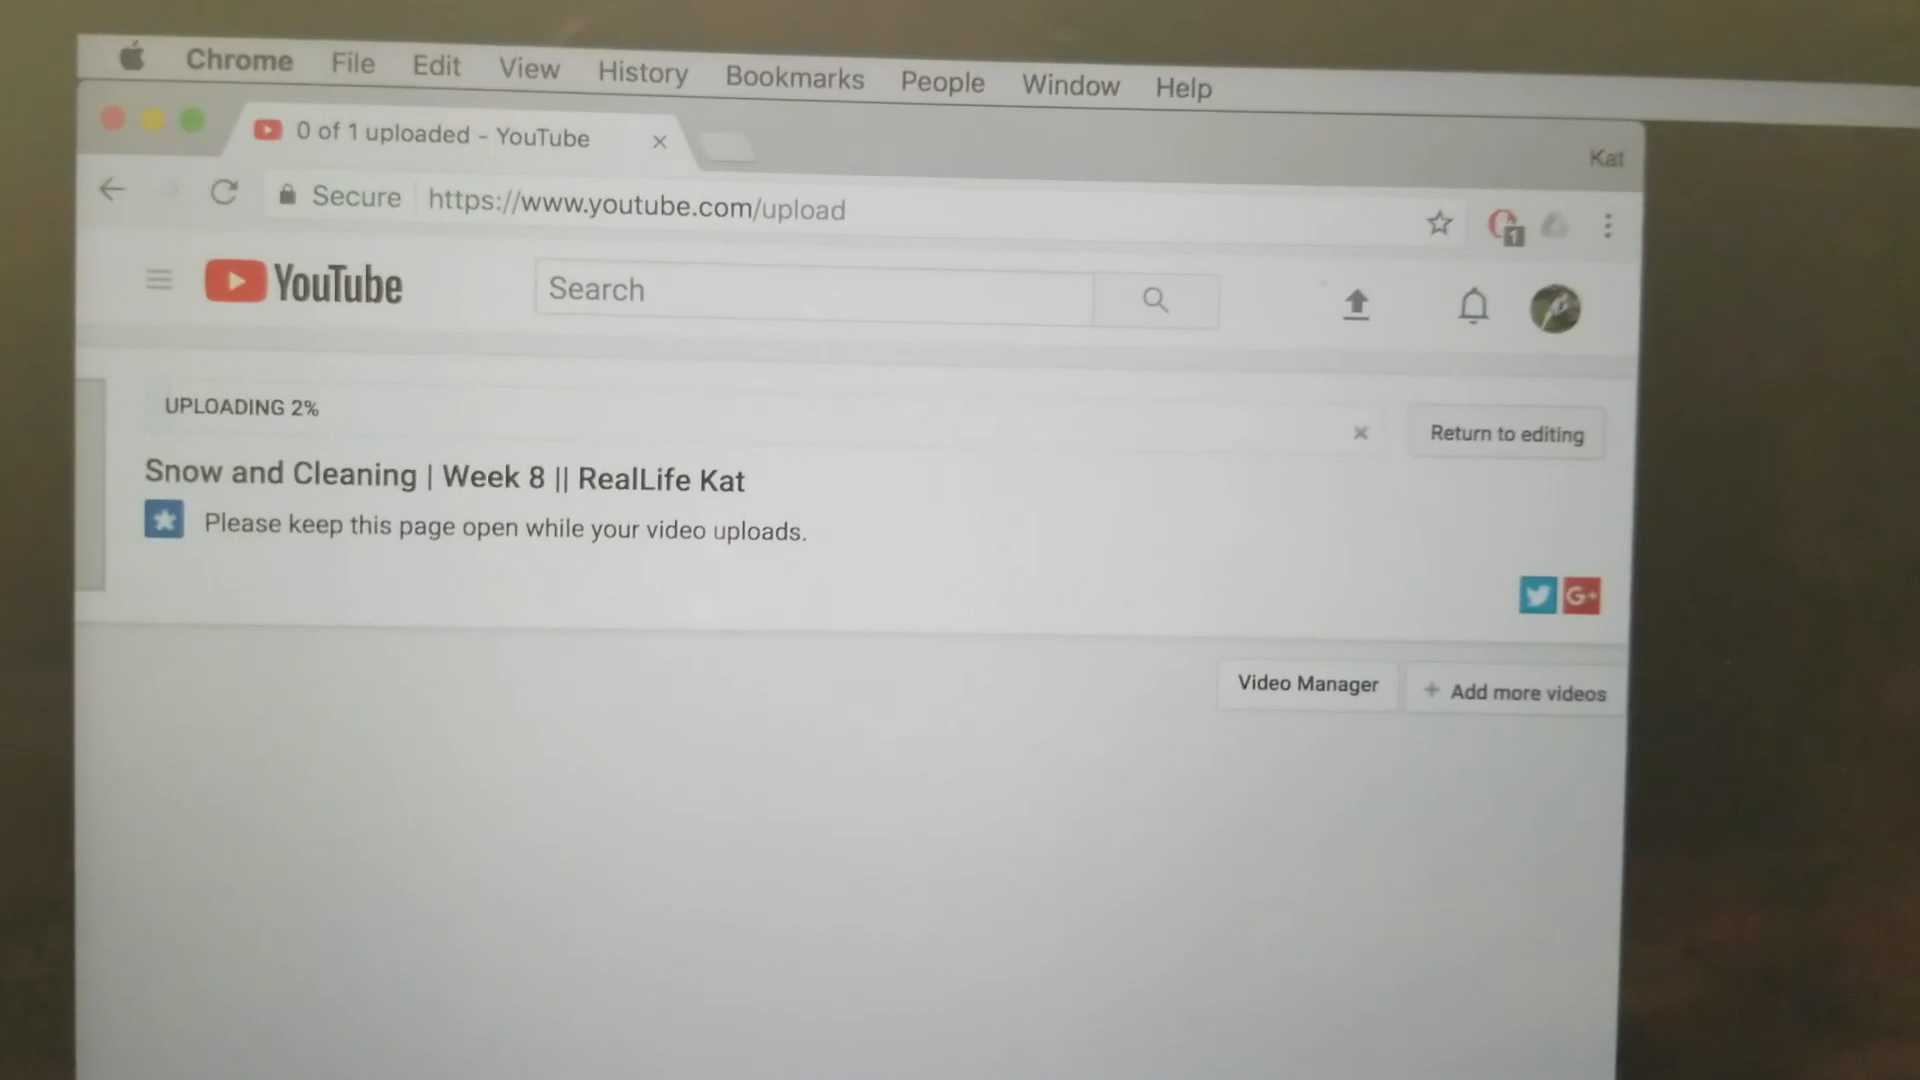 Chrome File Edit View History Bookmarks People Window Help
0 of 1 uploaded - YouTube
Kat
Secure https://www.youtube.com/upload
1
YouTube
Search
UPLOADING 2%
Return to editing
Snow and Cleaning | Week 8 || RealLife Kat
Please keep this page open while your video uploads.
G+
Video Manager
+ Add more videos